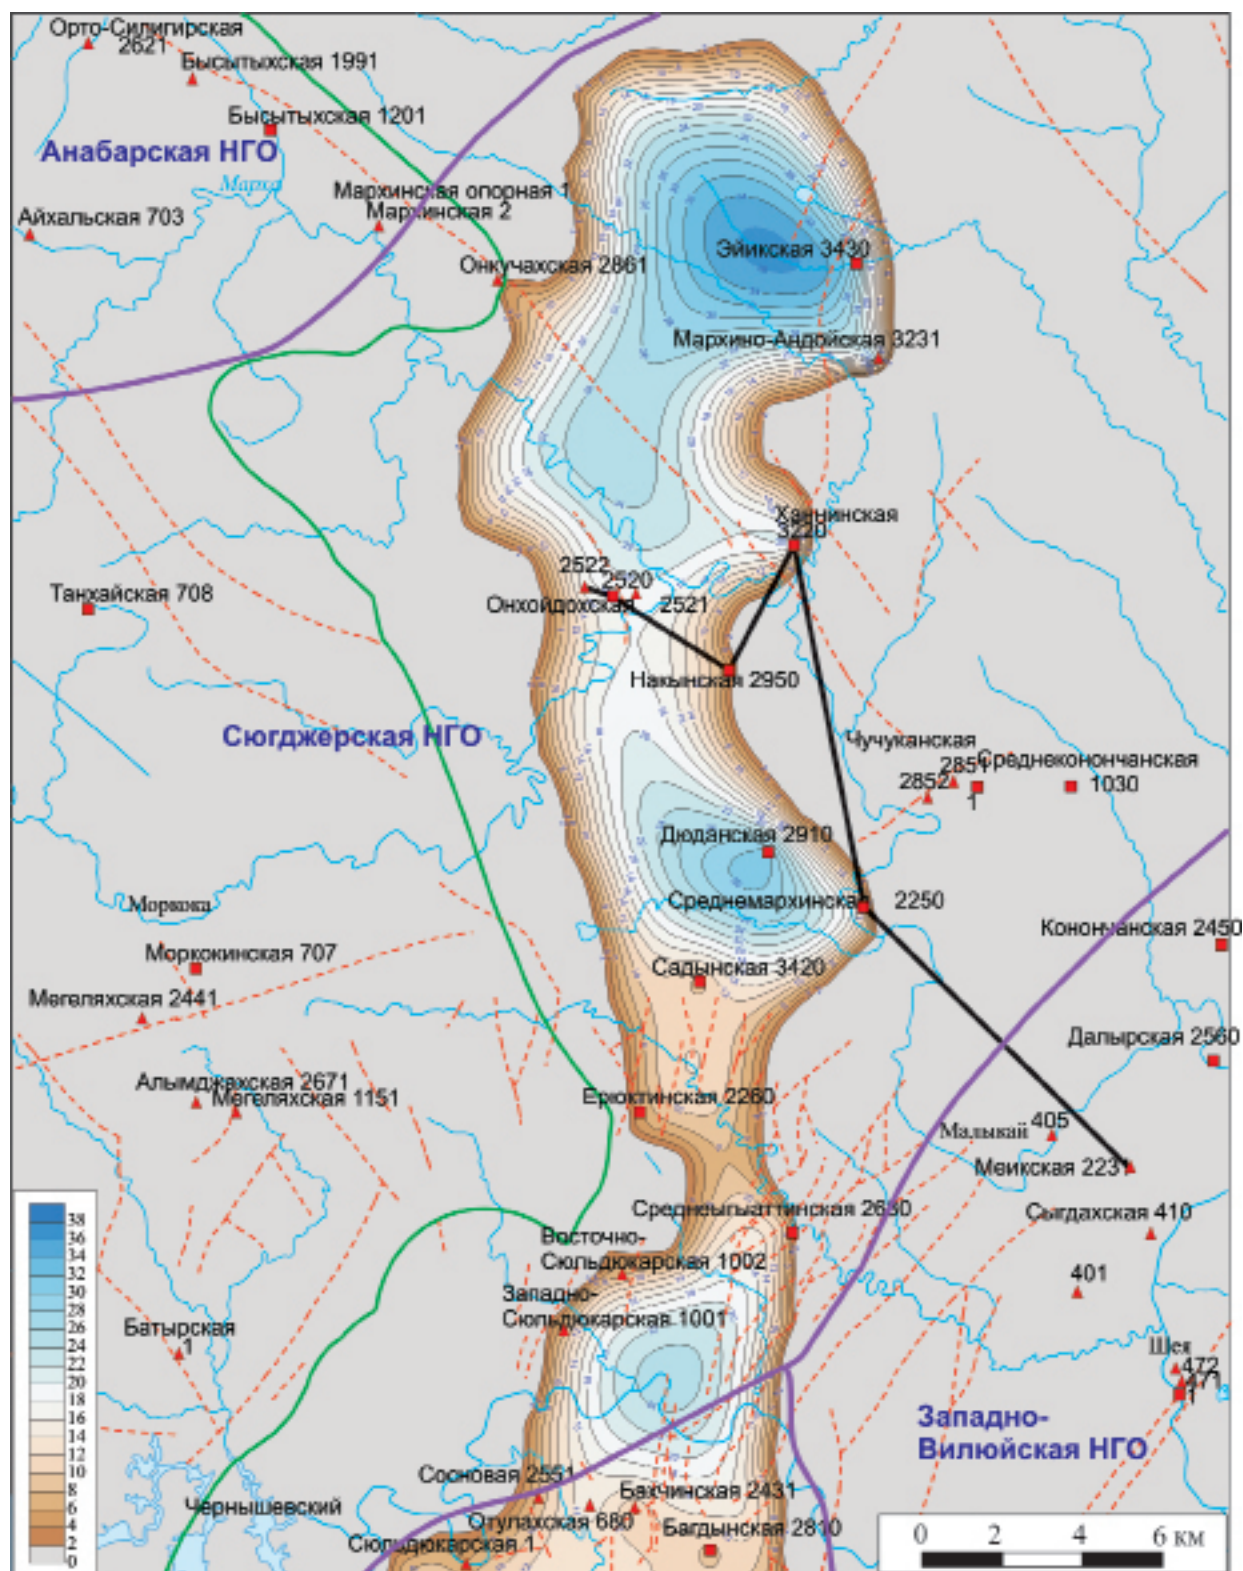 Орто-Силигирская
2621
Бысытыхская 1991
Бысытыхская 1201
Анабарская НГО
Марха
Мархинская опорная 1
Айхальская 703
Мархинская 2
Эйикская 3430
Онкучахская 2861
Мархино-Андойская 3231
Ханнинская
3220
2522
2520
Танхайская 708
Онхойдохская
2521
Накынская 2950
Сюгджерская НГО
Чучуканская
2851
Среднеконончанская
2852
1030
1
Дюданская 2910
Среднемархинская
2250
Моркока
Конончанская 2450
Моркокинская 707
Садынская 3420
Мегеляхская 2441
Далырская 2560
Алымджахская 2671
Мегеляхская 1151
Ерюктинская 2260
405
Малыкай
Меикская 2231
Среднеыгыаттинская 2630
Сыгдахская 410
Восточно-
Сюльдюкарская 1002
401
Западно-
Сюльдюкарская 1001
Батырская
1
Шея
472
471
1
Западно-
Вилюйская НГО
Сосновая 2551
Бахчинская 2431
Чернышевский
Отулахская 680
Багдынская 2810
Сюльдюкарская 1
38
36
34
32
30
28
26
24
22
20
18
16
14
12
10
8
6
4
2
0
0 2 4 6 км